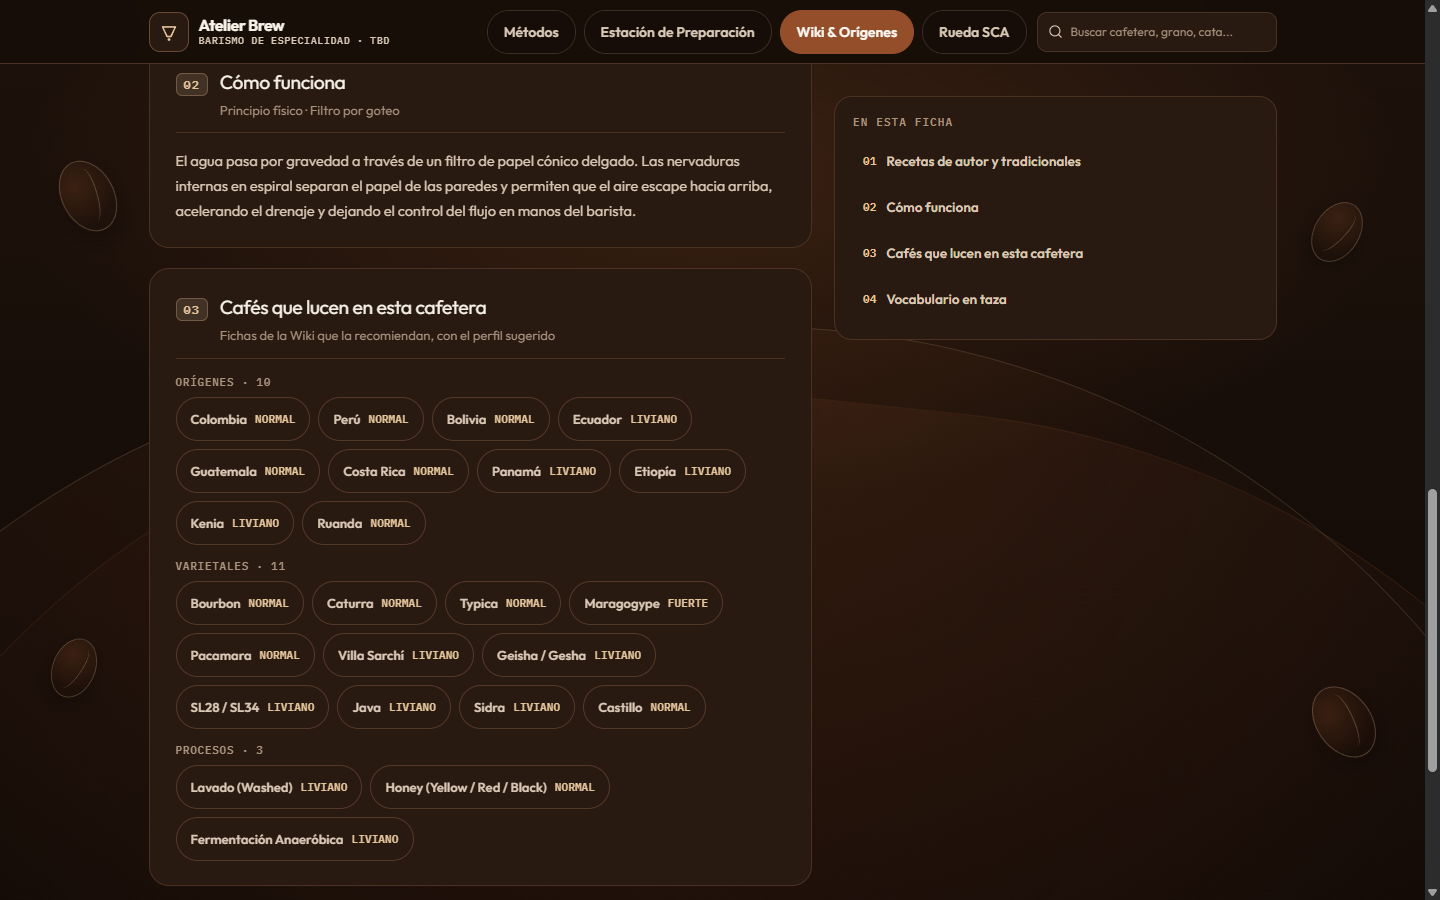 Atelier Brew
BARISMO DE ESPECIALIDAD · TBD
Métodos
Estación de Preparación
Wiki & Orígenes
Rueda SCA
Buscar cafetera, grano, cata...
02 Cómo funciona
Principio físico · Filtro por goteo
El agua pasa por gravedad a través de un filtro de papel cónico delgado. Las nervaduras
internas en espiral separan el papel de las paredes y permiten que el aire escape hacia arriba,
acelerando el drenaje y dejando el control del flujo en manos del barista.
03 Cafés que lucen en esta cafetera
Fichas de la Wiki que la recomiendan, con el perfil sugerido
ORÍGENES · 10
Colombia NORMAL Perú NORMAL Bolivia NORMAL Ecuador LIVIANO
Guatemala NORMAL Costa Rica NORMAL Panamá LIVIANO Etiopía LIVIANO
Kenia LIVIANO Ruanda NORMAL
VARIETALES · 11
Bourbon NORMAL Caturra NORMAL Typica NORMAL Maragogype FUERTE
Pacamara NORMAL Villa Sarchí LIVIANO Geisha / Gesha LIVIANO
SL28 / SL34 LIVIANO Java LIVIANO Sidra LIVIANO Castillo NORMAL
PROCESOS · 3
Lavado (Washed) LIVIANO Honey (Yellow / Red / Black) NORMAL
Fermentación Anaeróbica LIVIANO
EN ESTA FICHA
01 Recetas de autor y tradicionales
02 Cómo funciona
03 Cafés que lucen en esta cafetera
04 Vocabulario en taza